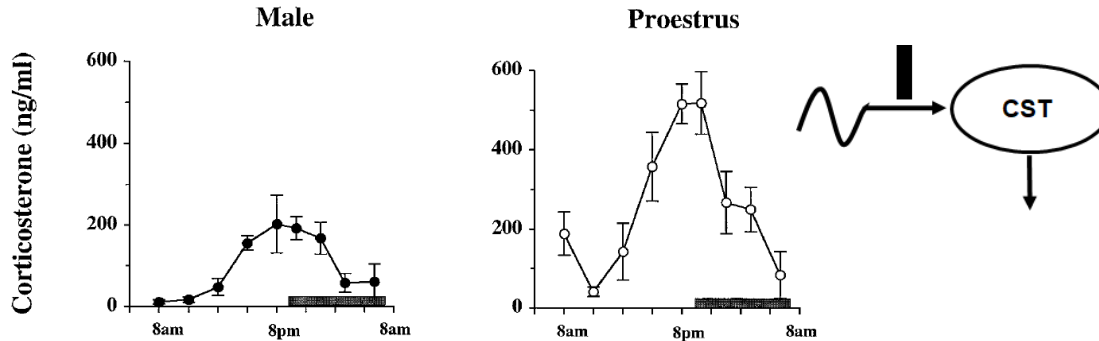 Male
Proestrus
Corticosterone (ng/ml)
600
400
200
0
8am
8pm
8am
600
400
200
0
8am
8pm
8am
CST